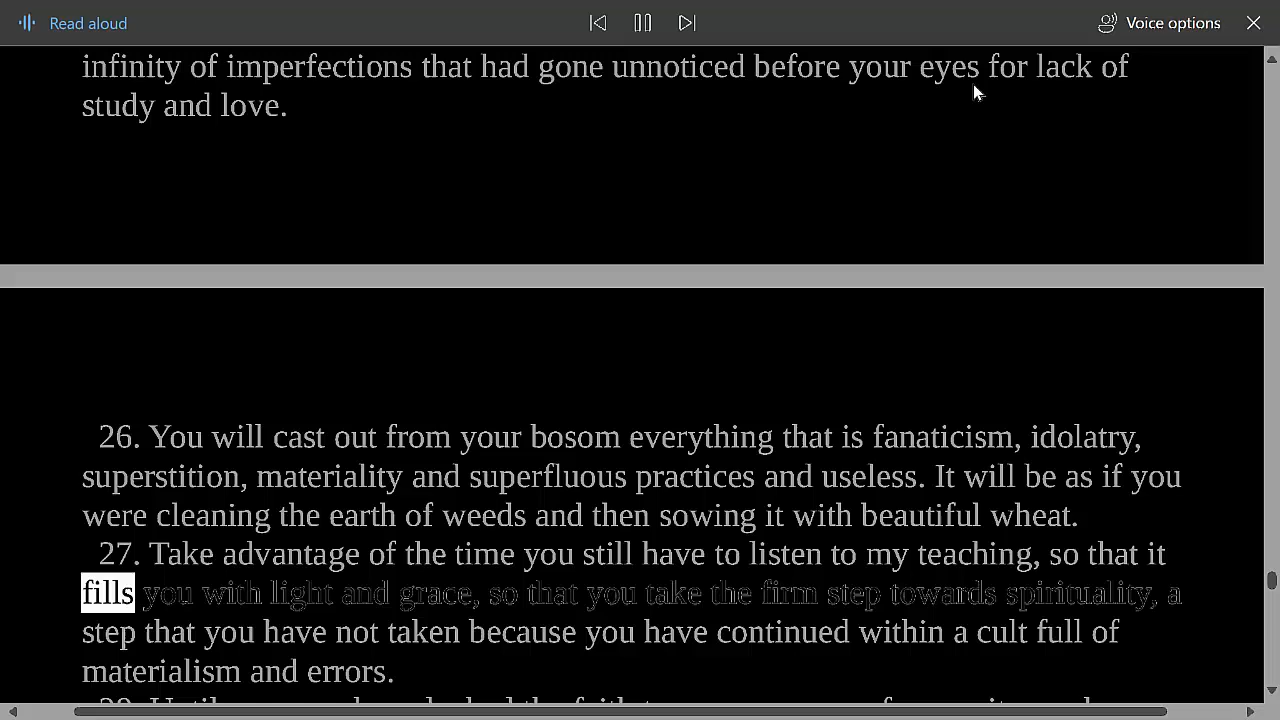 Read aloud
Voice options
infinity of imperfections that had gone unnoticed before your eyes for lack of
study and love.
26. You will cast out from your bosom everything that is fanaticism, idolatry,
superstition, materiality and superfluous practices and useless. It will be as if you
were cleaning the earth of weeds and then sowing it with beautiful wheat.
27. Take advantage of the time you still have to listen to my teaching, so that it
fills you with light and grace, so that you take the firm step towards spirituality, a
step that you have not taken because you have continued within a cult full of
materialism and errors.